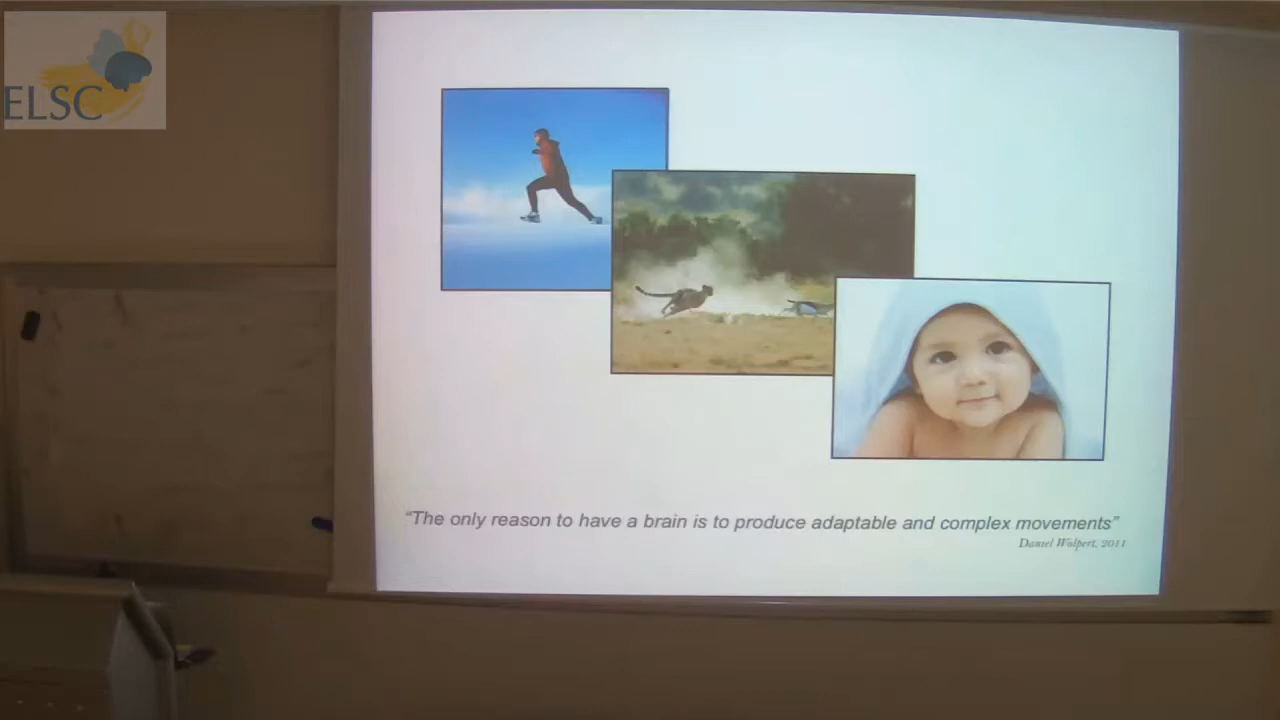 ELSC
“The only reason to have a brain is to produce adaptable and complex movements”
Daniel Wolpert, 2011